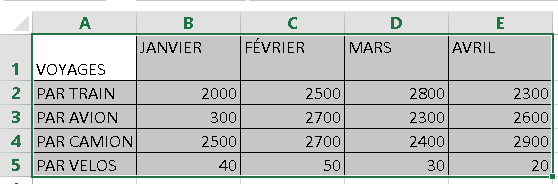 A B C D E
JANVIER FÉVRIER MARS AVRIL
1 VOYAGES
2 PAR TRAIN 2000 2500 2800 2300
3 PAR AVION 300 2700 2300 2600
4 PAR CAMION 2500 2700 2400 2900
5 PAR VELOS 40 50 30 20